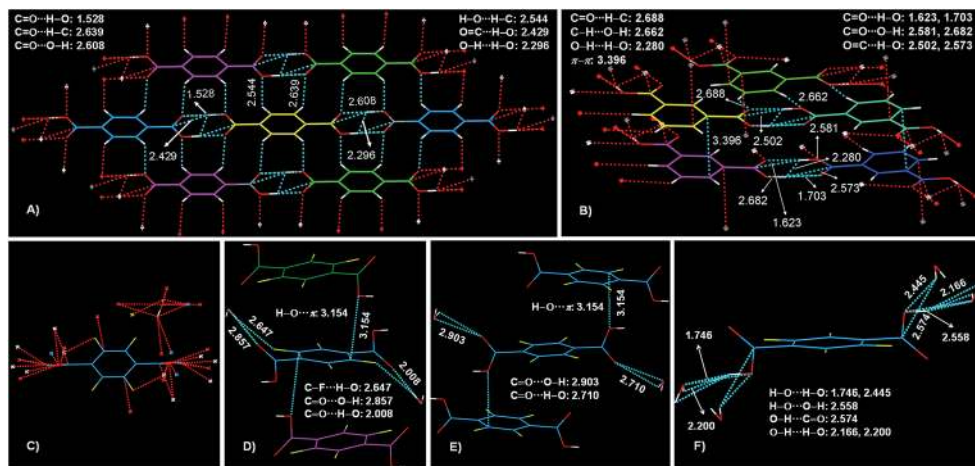 C=O···H–O: 1.528
C=O···H–C: 2.639
C=O···O–H: 2.608
H–O···H–C: 2.544
O=C···H–O: 2.429
O–H···H–O: 2.296
1.528
2.544
2.639
2.608
2.429
2.296
A)
C=O···H–C: 2.688
C–H···O–H: 2.662
O–H···H–O: 2.280
π–π: 3.396
C=O···H–O: 1.623, 1.703
C=O···O–H: 2.581, 2.682
O=C···H–O: 2.502, 2.573
2.688
2.662
3.396
2.502
2.581
2.280
2.573
2.682
1.703
1.623
B)
C)
H–O···π: 3.154
3.154
2.647
2.857
2.008
C–F···H–O: 2.647
C=O···O–H: 2.857
C=O···H–O: 2.008
D)
3.154
H–O···π: 3.154
2.903
2.710
C=O···O–H: 2.903
C=O···H–O: 2.710
E)
2.445
2.166
2.574
2.558
1.746
2.200
H–O···H–O: 1.746, 2.445
H–O···O–H: 2.558
O–H···C–O: 2.574
O–H···H–O: 2.166, 2.200
F)